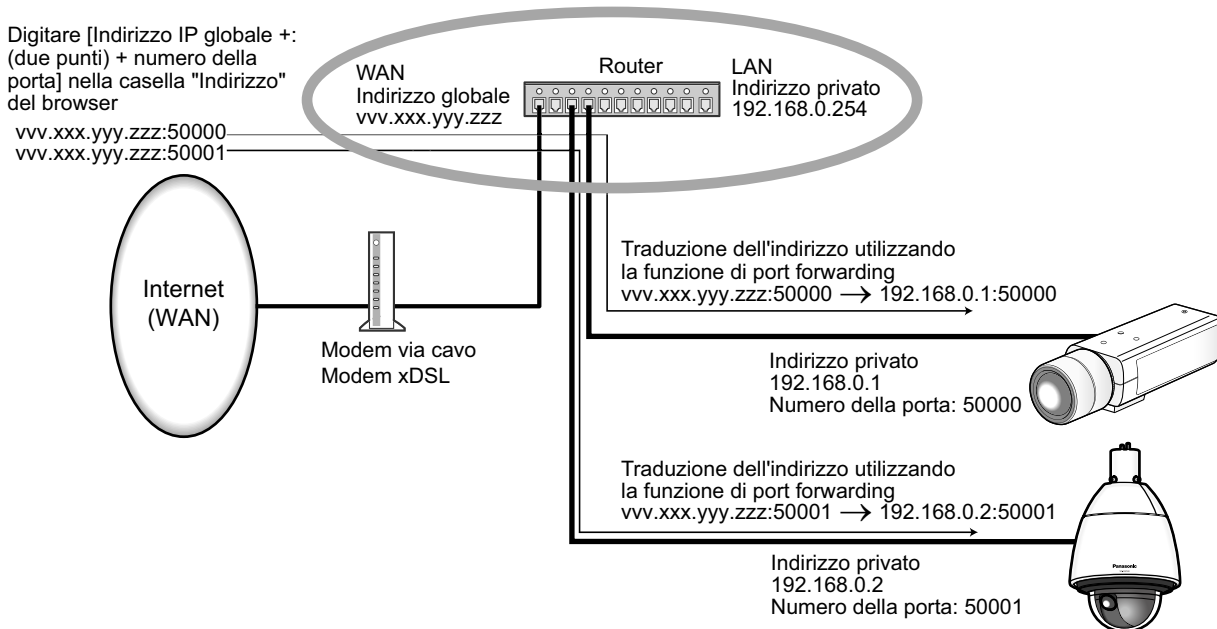 Digitare [Indirizzo IP globale +:
(due punti) + numero della
porta] nella casella "Indirizzo"
del browser
vvv.xxx.yyy.zzz:50000
vvv.xxx.yyy.zzz:50001
WAN
Indirizzo globale
vvv.xxx.yyy.zzz
Router
LAN
Indirizzo privato
192.168.0.254
Internet
(WAN)
Modem via cavo
Modem xDSL
Traduzione dell'indirizzo utilizzando
la funzione di port forwarding
vvv.xxx.yyy.zzz:50000 → 192.168.0.1:50000
Indirizzo privato
192.168.0.1
Numero della porta: 50000
Traduzione dell'indirizzo utilizzando
la funzione di port forwarding
vvv.xxx.yyy.zzz:50001 → 192.168.0.2:50001
Indirizzo privato
192.168.0.2
Numero della porta: 50001
Panasonic